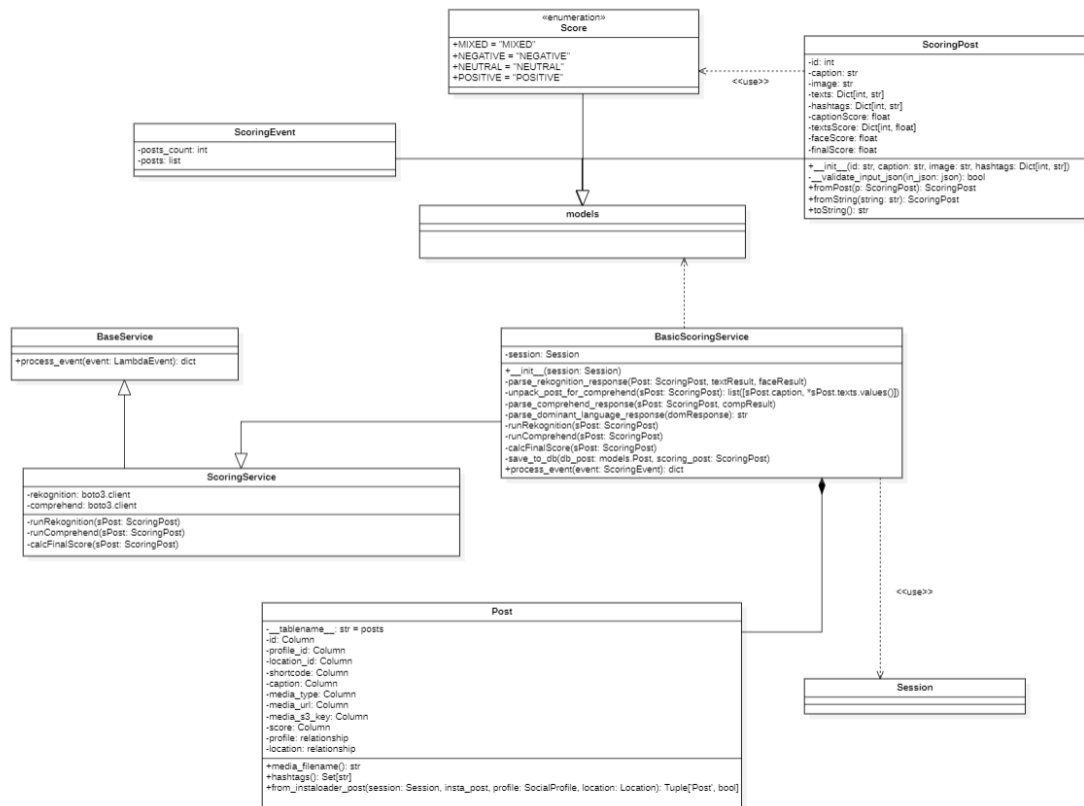 «enumeration»
Score
+MIXED = "MIXED"
+NEGATIVE = "NEGATIVE"
+NEUTRAL = "NEUTRAL"
+POSITIVE = "POSITIVE"
ScoringPost
-id: int
-caption: str
-image: str
-texts: Dict[int, str]
-hashtags: Dict[int, str]
-captionScore: float
-textsScore: Dict[int, float]
-faceScore: float
-finalScore: float
+__init__(id: str, caption: str, image: str, hashtags: Dict[int, str])
-__validate_input_json(in_json: json): bool
+fromPost(p: ScoringPost): ScoringPost
+fromString(string: str): ScoringPost
+toString(): str
<<use>>
ScoringEvent
-posts_count: int
-posts: list
models
BaseService
+process_event(event: LambdaEvent): dict
BasicScoringService
-session: Session
+__init__(session: Session)
-parse_rekognition_response(Post: ScoringPost, textResult, faceResult)
-unpack_post_for_comprehend(sPost: ScoringPost): list([sPost.caption, *sPost.texts.values()])
-parse_comprehend_response(sPost: ScoringPost, compResult)
-parse_dominant_language_response(domResponse): str
-runRekognition(sPost: ScoringPost)
-runComprehend(sPost: ScoringPost)
-calcFinalScore(sPost: ScoringPost)
-save_to_db(db_post: models.Post, scoring_post: ScoringPost)
+process_event(event: ScoringEvent): dict
ScoringService
-rekognition: boto3.client
-comprehend: boto3.client
-runRekognition(sPost: ScoringPost)
-runComprehend(sPost: ScoringPost)
-calcFinalScore(sPost: ScoringPost)
<<use>>
Post
-__tablename__: str = posts
-id: Column
-profile_id: Column
-location_id: Column
-shortcode: Column
-caption: Column
-media_type: Column
-media_url: Column
-media_s3_key: Column
-score: Column
-profile: relationship
-location: relationship
+media_filename(): str
+hashtags(): Set[str]
+from_instaloader_post(session: Session, insta_post, profile: SocialProfile, location: Location): Tuple['Post', bool]
Session